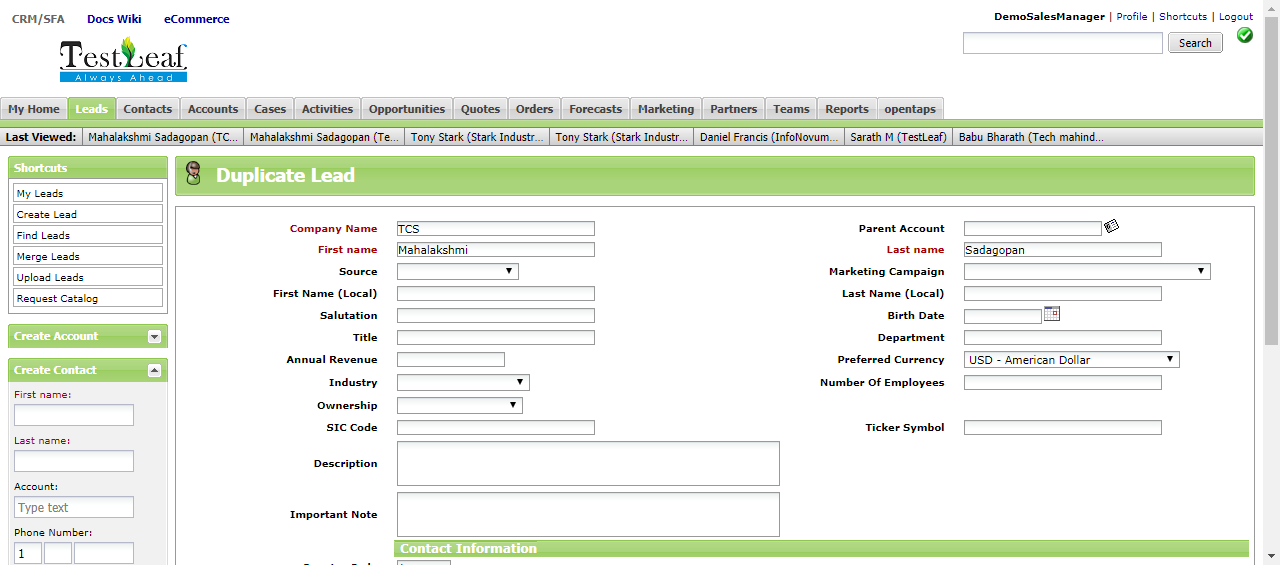 CRM/SFA Docs Wiki eCommerce
DemoSalesManager | Profile | Shortcuts | Logout
TestLeaf
Always Ahead
Search
My Home Leads Contacts Accounts Cases Activities Opportunities Quotes Orders Forecasts Marketing Partners Teams Reports opentaps
Last Viewed: Mahalakshmi Sadagopan (TC... Mahalakshmi Sadagopan (Te... Tony Stark (Stark Industr... Tony Stark (Stark Industr... Daniel Francis (InfoNovum... Sarath M (TestLeaf) Babu Bharath (Tech mahind...
Shortcuts
My Leads
Create Lead
Find Leads
Merge Leads
Upload Leads
Request Catalog
Create Account
Create Contact
First name:
Last name:
Account:
Type text
Phone Number:
1
Duplicate Lead
Company Name TCS Parent Account
First name Mahalakshmi Last name Sadagopan
Source Marketing Campaign
First Name (Local) Last Name (Local)
Salutation Birth Date
Title Department
Annual Revenue Preferred Currency USD - American Dollar
Industry Number Of Employees
Ownership
SIC Code Ticker Symbol
Description
Important Note
Contact Information